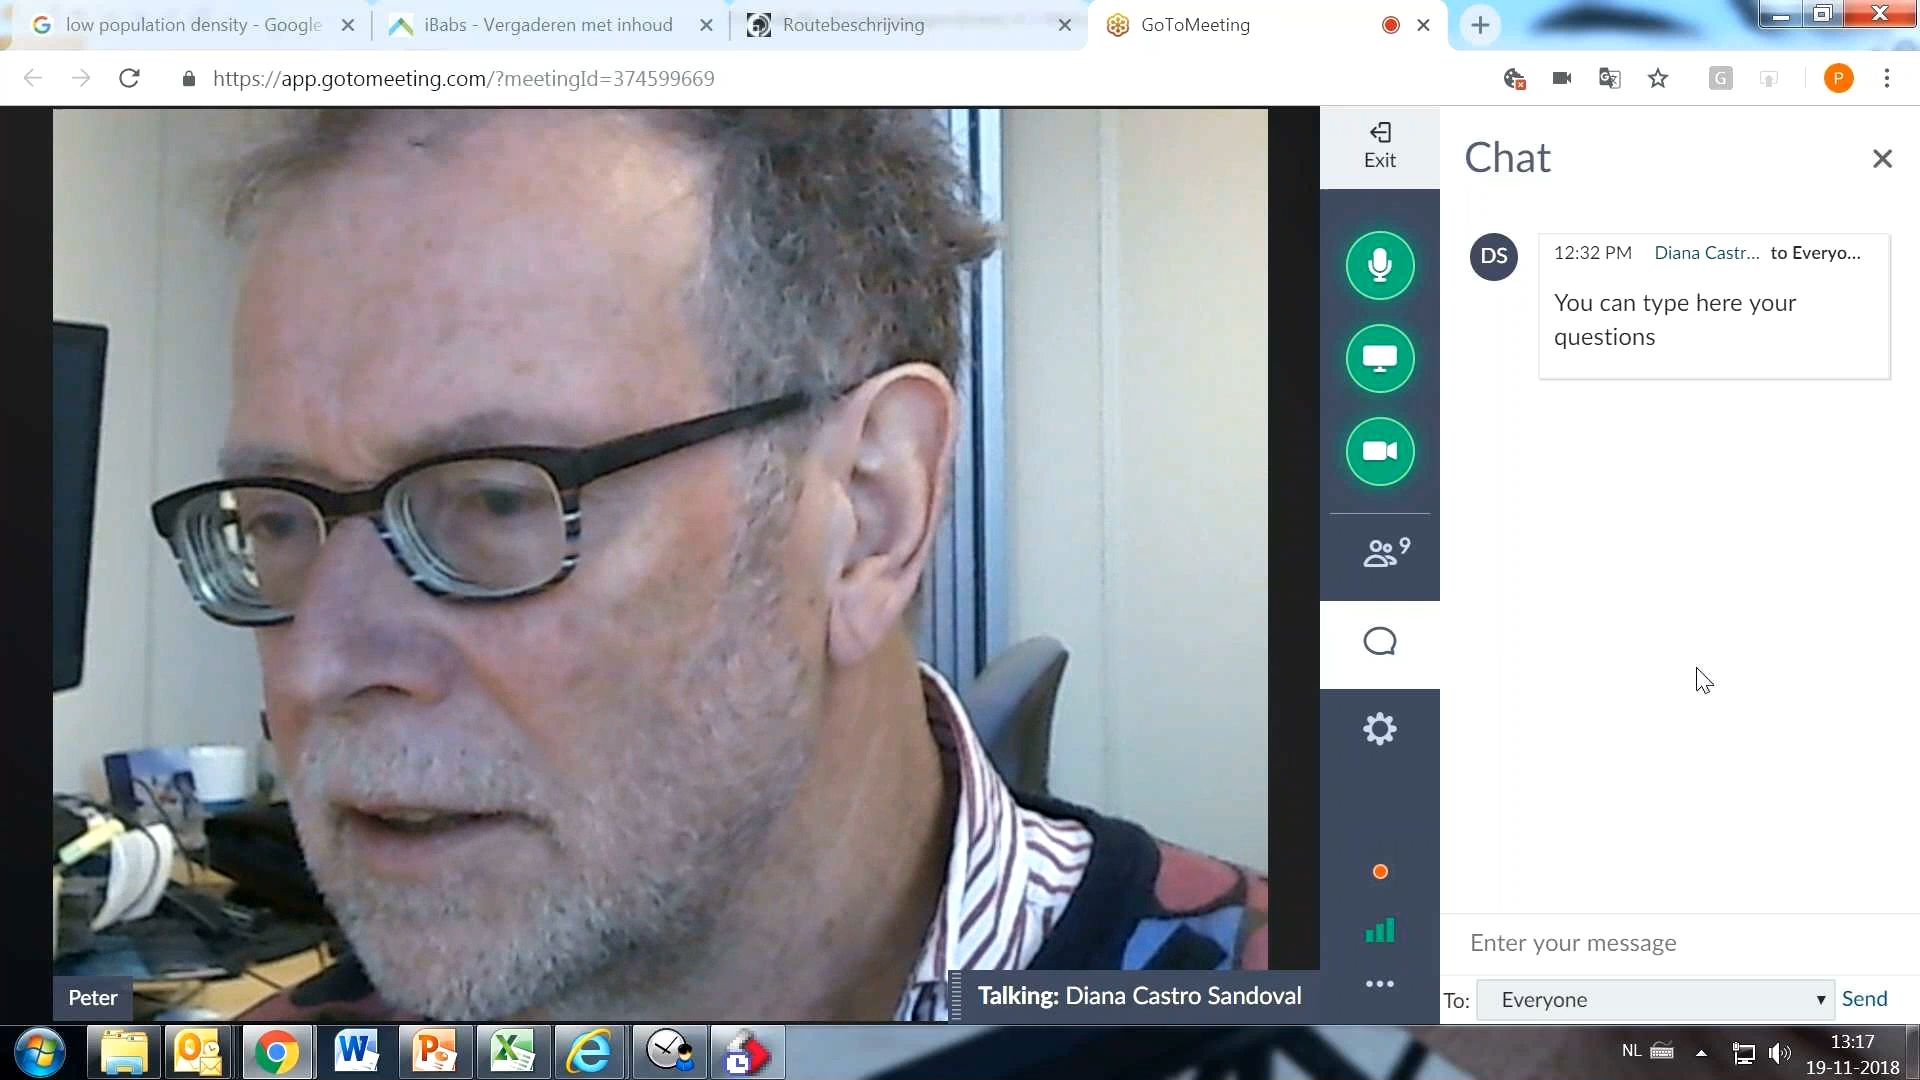 low population density - Google
iBabs - Vergaderen met inhoud
Routebeschrijving
GoToMeeting
https://app.gotomeeting.com/?meetingId=374599669
G
P
Exit
Chat
DS
12:32 PM Diana Castr... to Everyo...
You can type here your
questions
9
Enter your message
Peter
Talking: Diana Castro Sandoval
To: Everyone
Send
NL
13:17
19-11-2018